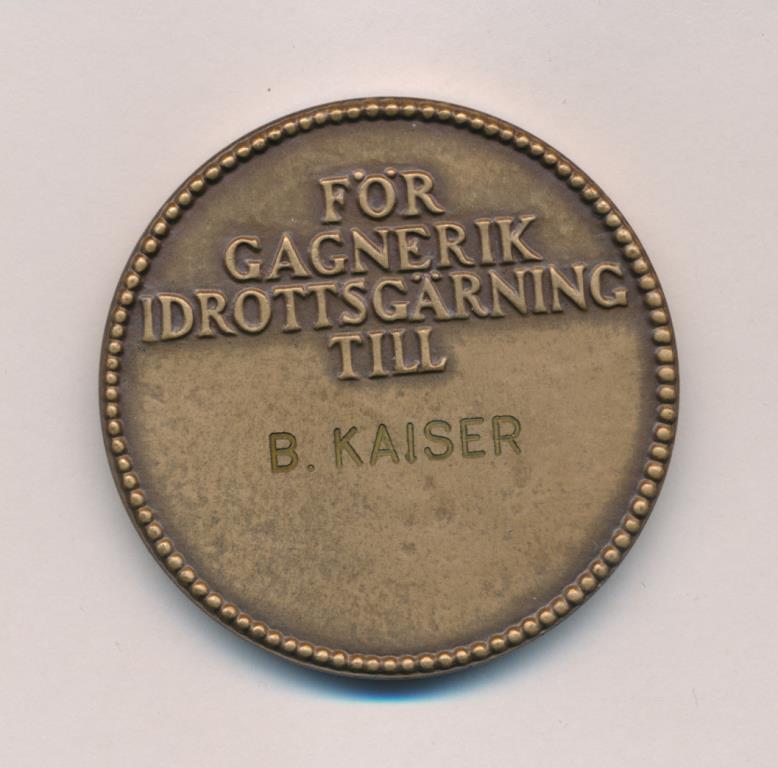 FÖR
GAGNERIK
IDROTTSGÄRNING
TILL
B. KAISER